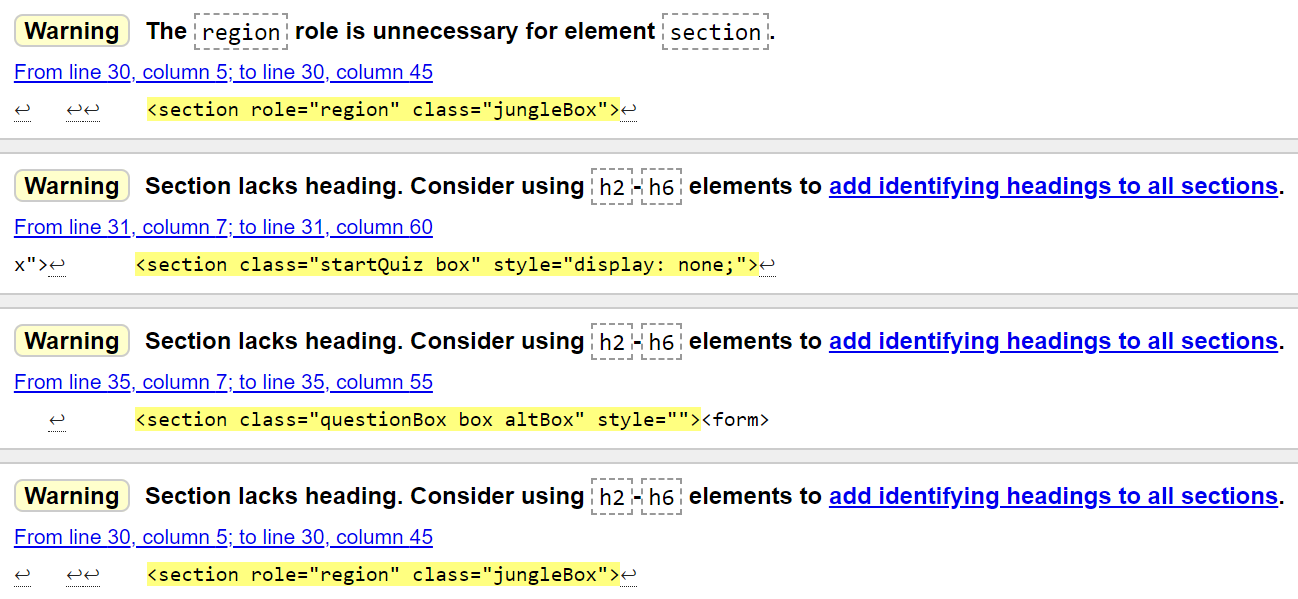 Warning The region role is unnecessary for element section.
From line 30, column 5; to line 30, column 45
↩ ↩↩ <section role="region" class="jungleBox">↩
Warning Section lacks heading. Consider using h2-h6 elements to add identifying headings to all sections.
From line 31, column 7; to line 31, column 60
x">↩ <section class="startQuiz box" style="display: none;">↩
Warning Section lacks heading. Consider using h2-h6 elements to add identifying headings to all sections.
From line 35, column 7; to line 35, column 55
↩ <section class="questionBox box altBox" style=""><form>
Warning Section lacks heading. Consider using h2-h6 elements to add identifying headings to all sections.
From line 30, column 5; to line 30, column 45
↩ ↩↩ <section role="region" class="jungleBox">↩